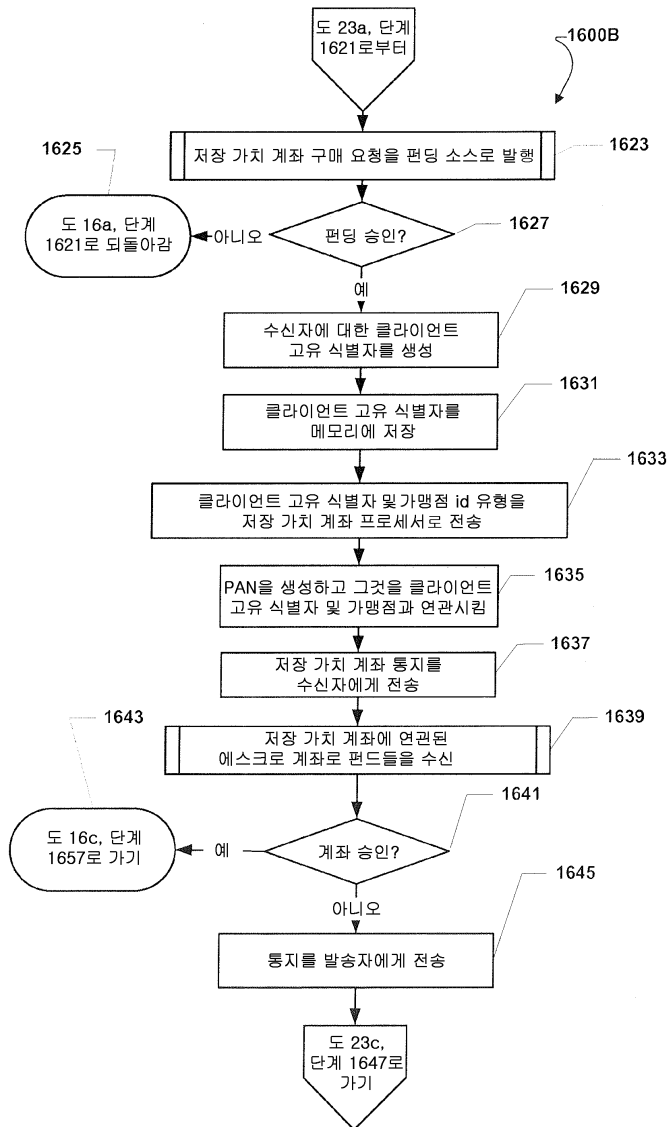 도 23a, 단계
1621로부터
1600B
저장 가치 계좌 구매 요청을 펀딩 소스로 발행
1623
1625
도 16a, 단계
1621로 되돌아감
아니오
펀딩 승인?
1627
예
수신자에 대한 클라이언트
고유 식별자를 생성
1629
클라이언트 고유 식별자를
메모리에 저장
1631
클라이언트 고유 식별자 및가맹점 id 유형을
저장 가치 계좌 프로세서로 전송
1633
PAN을 생성하고 그것을 클라이언트
고유 식별자 및 가맹점과 연관시킴
1635
저장 가치 계좌 통지를
수신자에게 전송
1637
저장 가치 계좌에 연관된
에스크로 계좌로 펀드들을 수신
1639
1643
도 16c, 단계
1657로 가기
예
계좌 승인?
1641
아니오
통지를 발송자에게 전송
1645
도 23c,
단계 1647로
가기